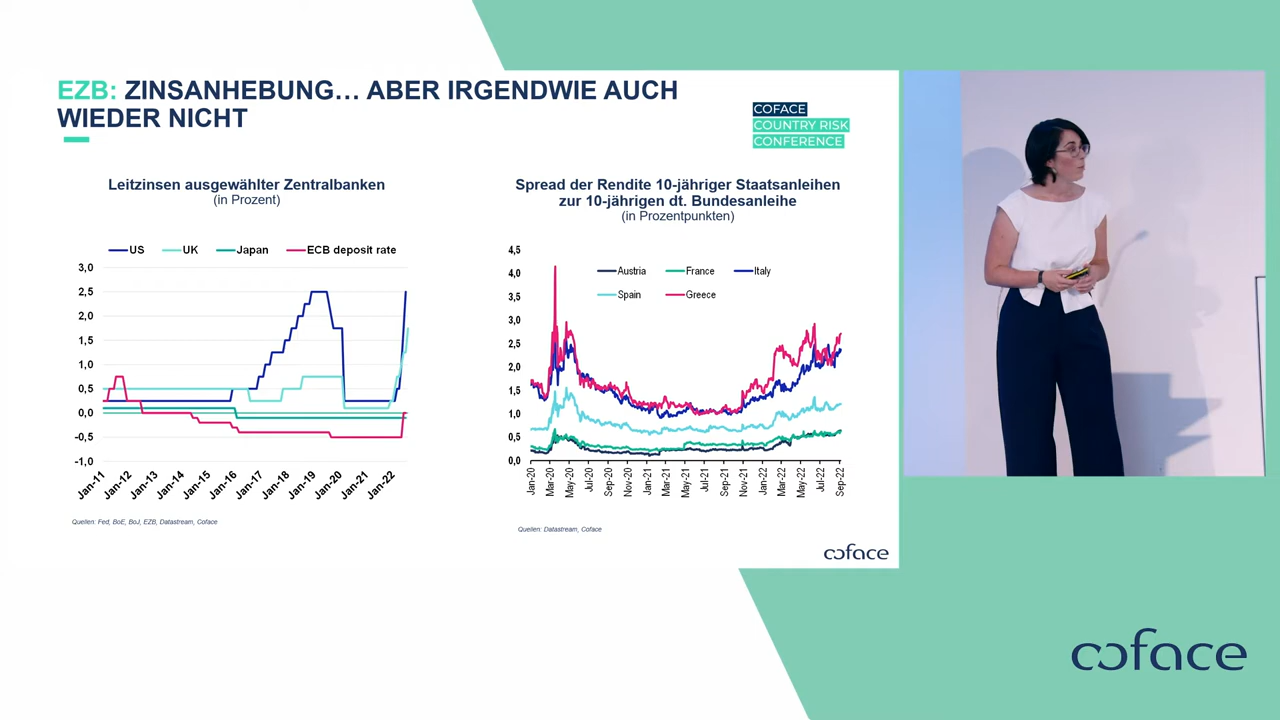 EZB: ZINSANHEBUNG... ABER IRGENDWIE AUCH
WIEDER NICHT
COFACE
COUNTRY RISK
CONFERENCE
Leitzinsen ausgewählter Zentralbanken
(in Prozent)
US UK Japan ECB deposit rate
3,0
2,5
2,0
1,5
1,0
0,5
0,0
-0,5
-1,0
Jan-11 Jan-12 Jan-13 Jan-14 Jan-15 Jan-16 Jan-17 Jan-18 Jan-19 Jan-20 Jan-21 Jan-22
Quellen: Fed, BoE, BoJ, EZB, Datastream, Coface
Spread der Rendite 10-jähriger Staatsanleihen
zur 10-jährigen dt. Bundesanleihe
(in Prozentpunkten)
4,5
4,0
3,5
3,0
2,5
2,0
1,5
1,0
0,5
0,0
Austria France Italy
Spain Greece
Jan-20 Mar-20 May-20 Jul-20 Sep-20 Nov-20 Jan-21 Mar-21 May-21 Jul-21 Sep-21 Nov-21 Jan-22 Mar-22 May-22 Jul-22 Sep-22
Quellen: Datastream, Coface
coface
coface